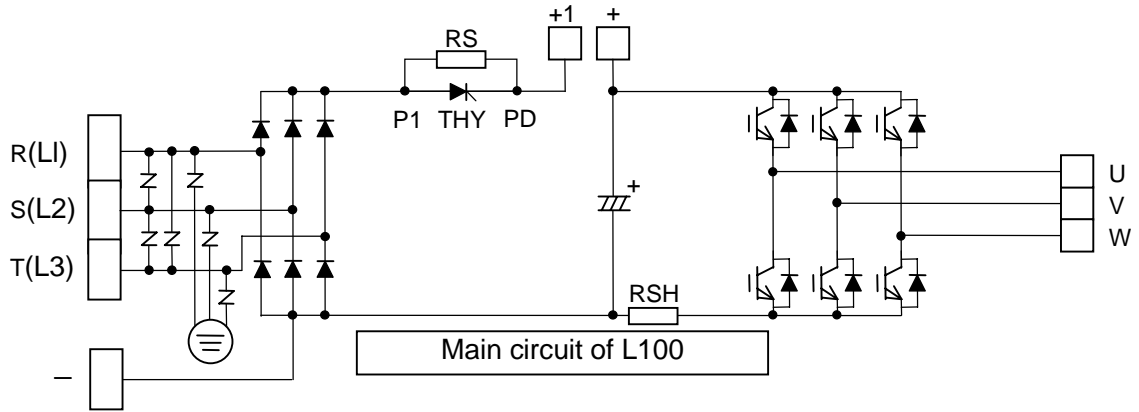 +1 +
RS
P1 THY PD
R(LI)
S(L2)
T(L3)
+
U
V
W
RSH
Main circuit of L100
–